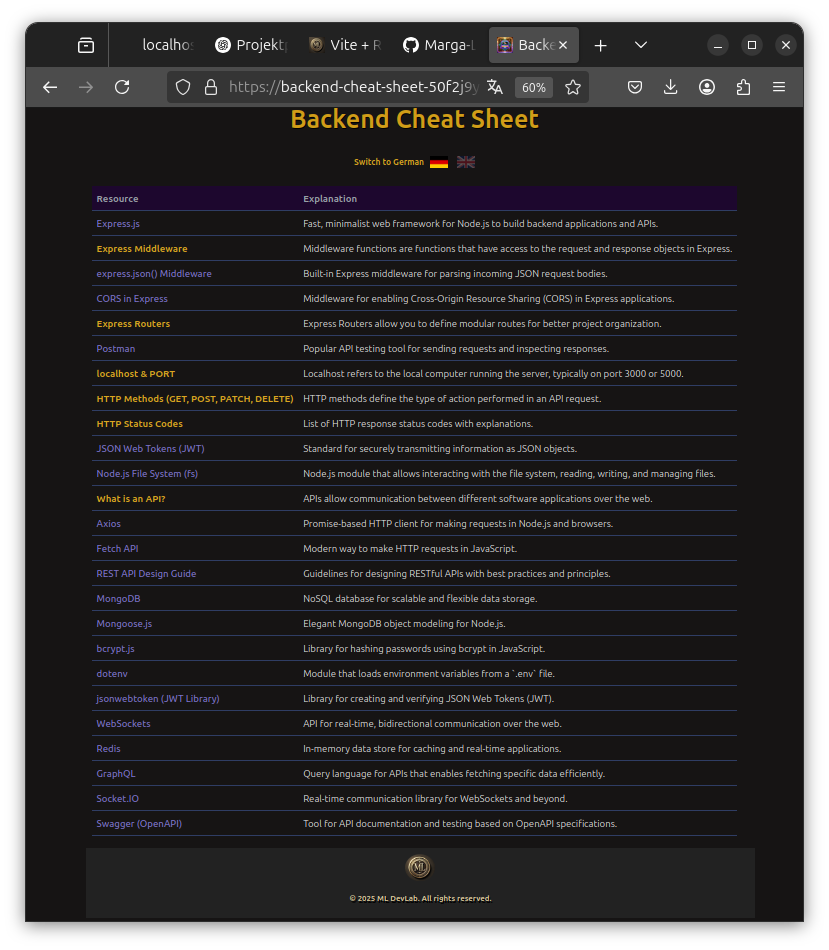 localhos
Projektp
Vite + R
Marga-L
Backe
https://backend-cheat-sheet-50f2j9y
60%
Backend Cheat Sheet
Switch to German
Resource Explanation
Express.js Fast, minimalist web framework for Node.js to build backend applications and APIs.
Express Middleware Middleware functions are functions that have access to the request and response objects in Express.
express.json() Middleware Built-in Express middleware for parsing incoming JSON request bodies.
CORS in Express Middleware for enabling Cross-Origin Resource Sharing (CORS) in Express applications.
Express Routers Express Routers allow you to define modular routes for better project organization.
Postman Popular API testing tool for sending requests and inspecting responses.
localhost & PORT Localhost refers to the local computer running the server, typically on port 3000 or 5000.
HTTP Methods (GET, POST, PATCH, DELETE) HTTP methods define the type of action performed in an API request.
HTTP Status Codes List of HTTP response status codes with explanations.
JSON Web Tokens (JWT) Standard for securely transmitting information as JSON objects.
Node.js File System (fs) Node.js module that allows interacting with the file system, reading, writing, and managing files.
What is an API? APIs allow communication between different software applications over the web.
Axios Promise-based HTTP client for making requests in Node.js and browsers.
Fetch API Modern way to make HTTP requests in JavaScript.
REST API Design Guide Guidelines for designing RESTful APIs with best practices and principles.
MongoDB NoSQL database for scalable and flexible data storage.
Mongoose.js Elegant MongoDB object modeling for Node.js.
bcrypt.js Library for hashing passwords using bcrypt in JavaScript.
dotenv Module that loads environment variables from a `.env` file.
jsonwebtoken (JWT Library) Library for creating and verifying JSON Web Tokens (JWT).
WebSockets API for real-time, bidirectional communication over the web.
Redis In-memory data store for caching and real-time applications.
GraphQL Query language for APIs that enables fetching specific data efficiently.
Socket.IO Real-time communication library for WebSockets and beyond.
Swagger (OpenAPI) Tool for API documentation and testing based on OpenAPI specifications.
ML
© 2025 ML DevLab. All rights reserved.